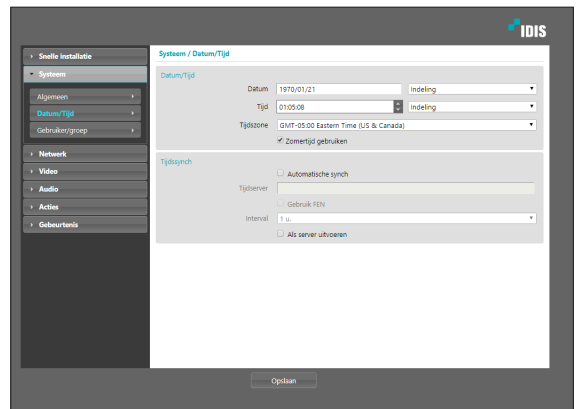 IDIS
Snelle installatie
Systeem
Algemeen
Datum/Tijd
Gebruiker/groep
Netwerk
Video
Audio
Acties
Gebeurtenis
Systeem / Datum/Tijd
Datum/Tijd
Datum 1970/01/21 Indeling
Tijd 01:05:08 Indeling
Tijdszone GMT-05:00 Eastern Time (US & Canada)
Zomertijd gebruiken
Tijdssynch
Automatische synch
Tijdserver
Gebruik FEN
Interval 1 u.
Als server uitvoeren
Opslaan